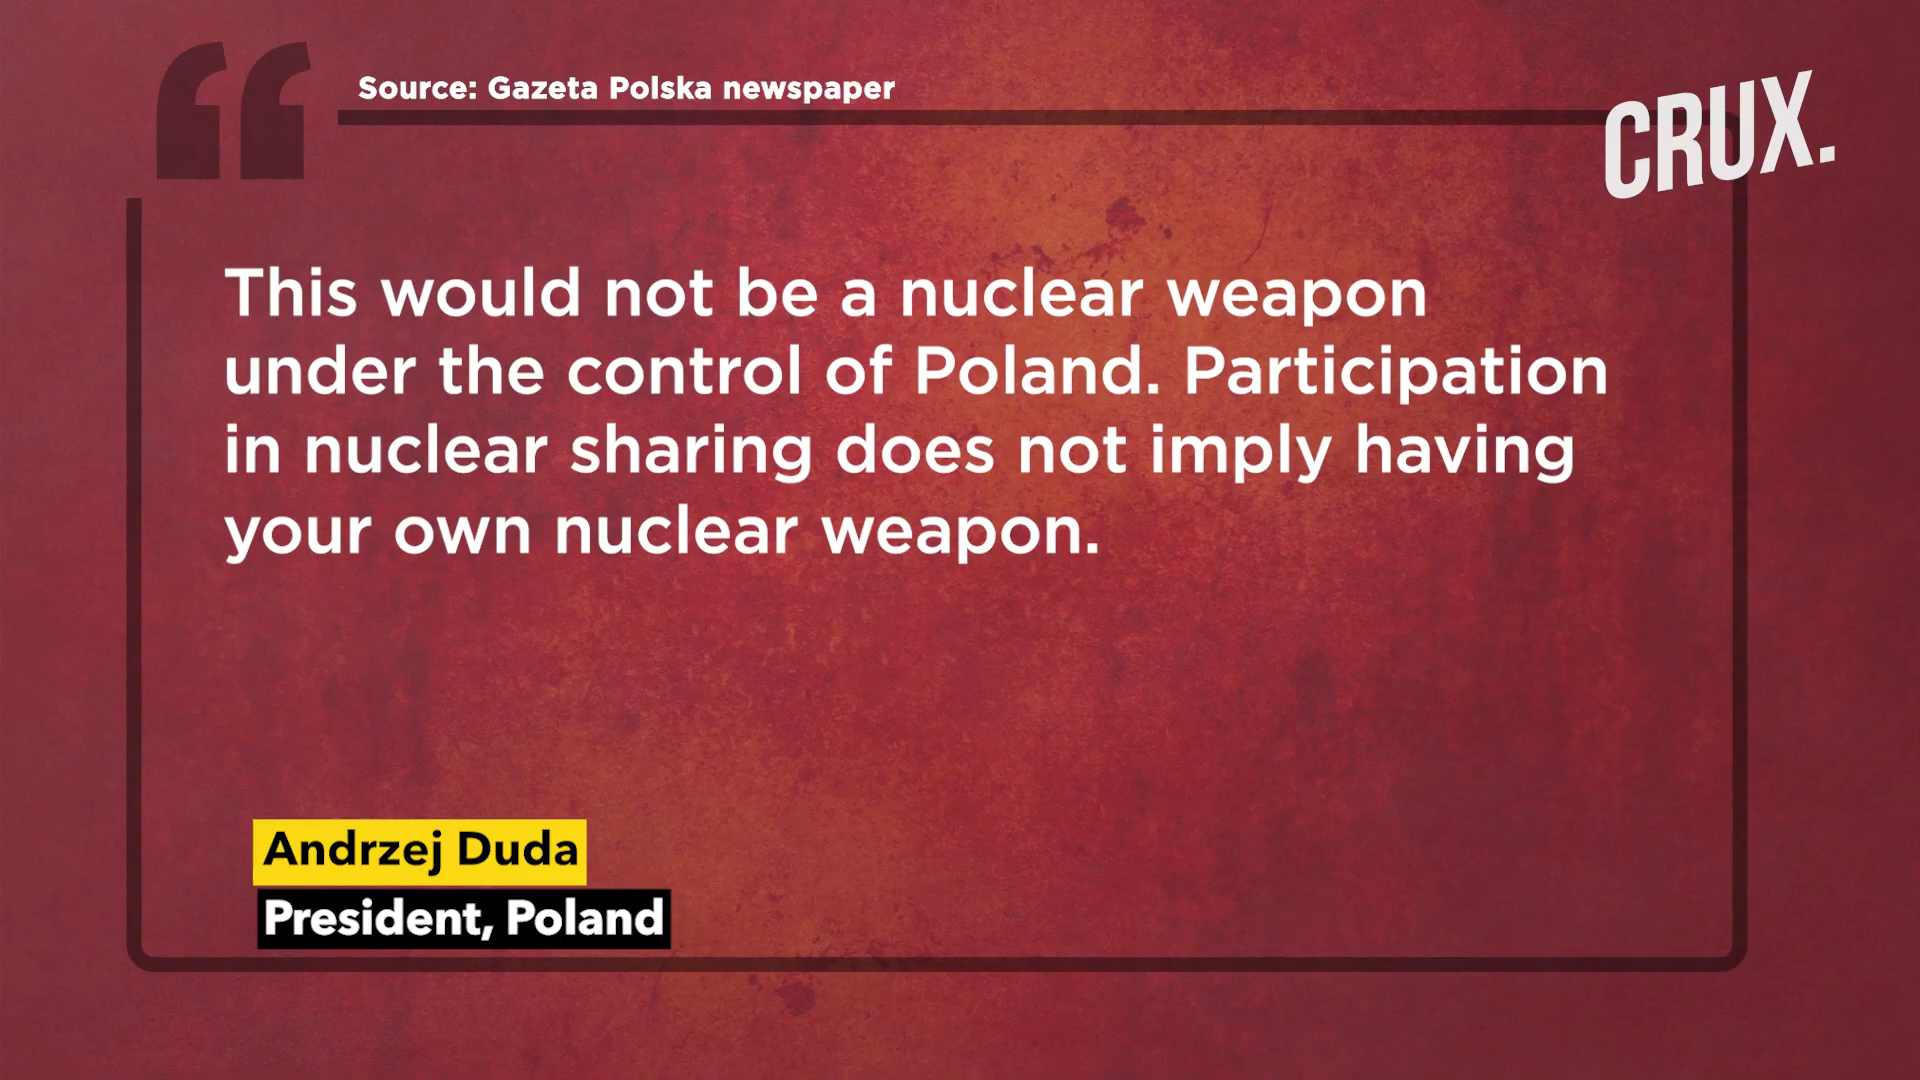 Source: Gazeta Polska newspaper
CRUX.
This would not be a nuclear weapon
under the control of Poland. Participation
in nuclear sharing does not imply having
your own nuclear weapon.
Andrzej Duda
President, Poland